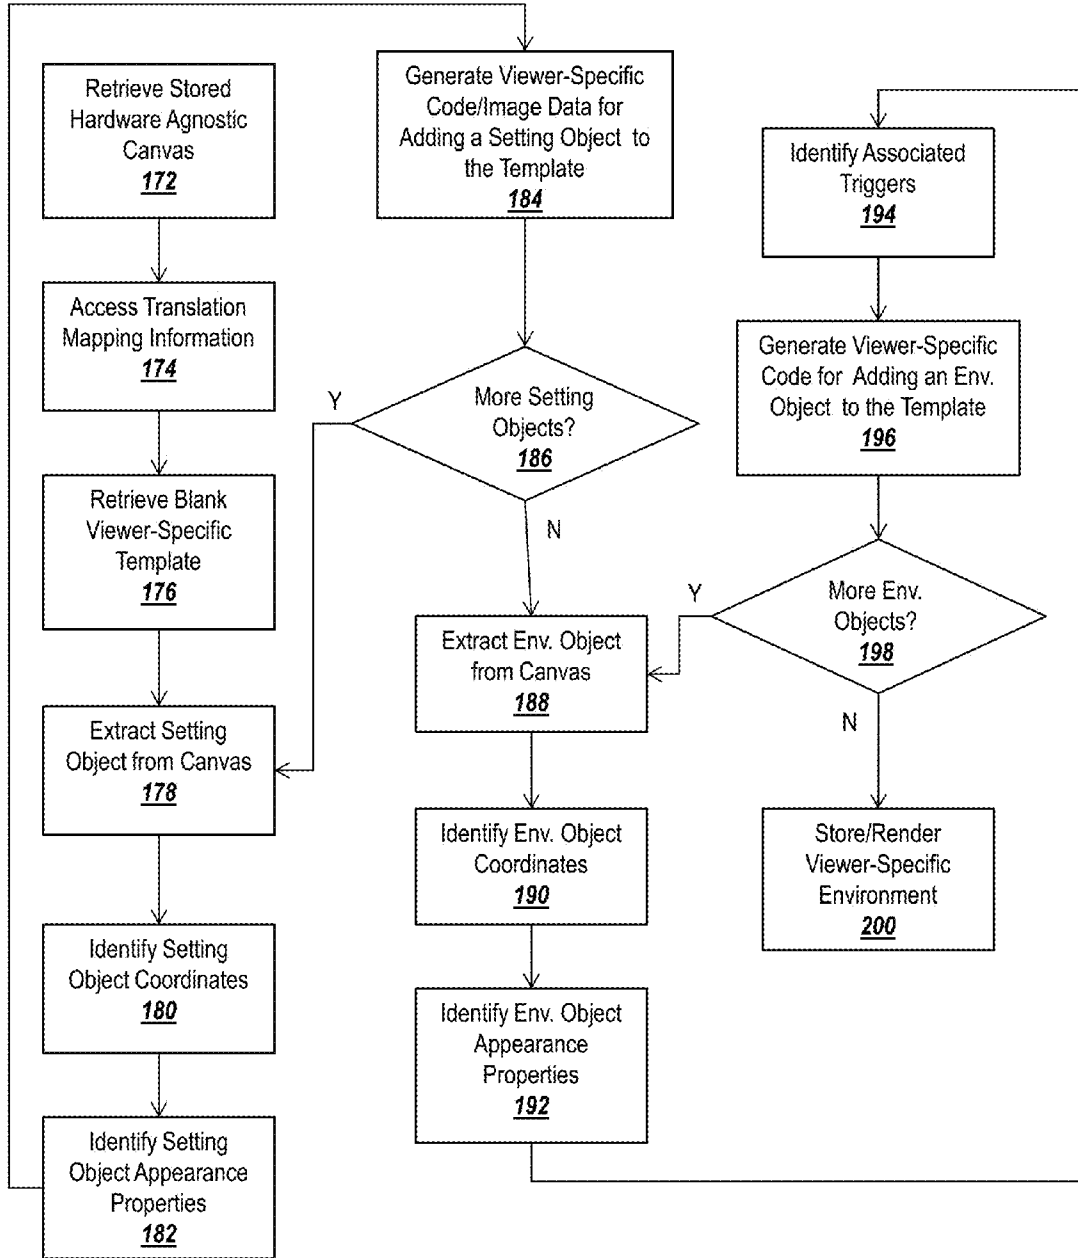 Retrieve Stored
Hardware Agnostic
Canvas
172
Access Translation
Mapping Information
174
Retrieve Blank
Viewer-Specific
Template
176
Extract Setting
Object from Canvas
178
Identify Setting
Object Coordinates
180
Identify Setting
Object Appearance
Properties
182
Generate Viewer-Specific
Code/Image Data for
Adding a Setting Object to
the Template
184
More Setting
Objects?
186
Y
N
Extract Env. Object
from Canvas
188
Identify Env. Object
Coordinates
190
Identify Env. Object
Appearance
Properties
192
Identify Associated
Triggers
194
Generate Viewer-Specific
Code for Adding an Env.
Object to the Template
196
More Env.
Objects?
198
Y
N
Store/Render
Viewer-Specific
Environment
200